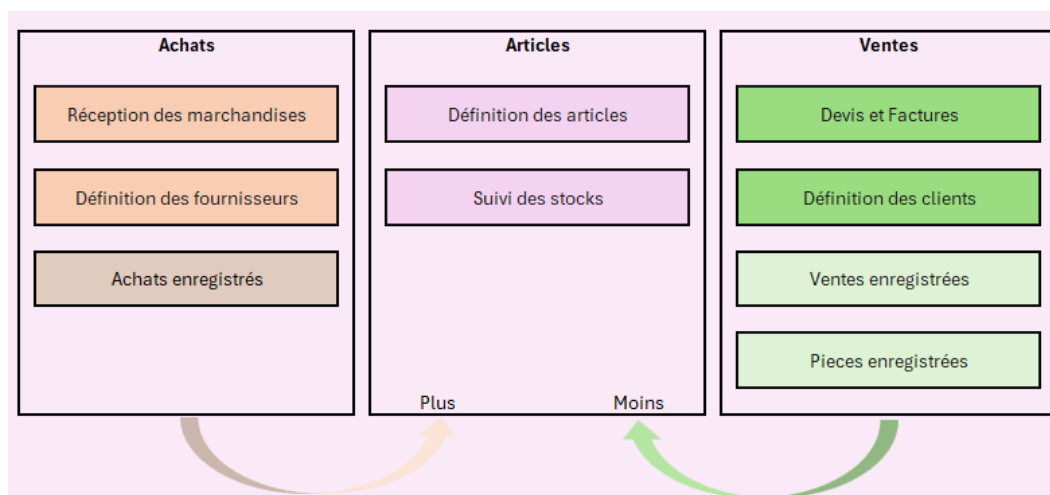 Achats
Réception des marchandises
Définition des fournisseurs
Achats enregistrés
Articles
Définition des articles
Suivi des stocks
Plus
Moins
Ventes
Devis et Factures
Définition des clients
Ventes enregistrées
Pieces enregistrées